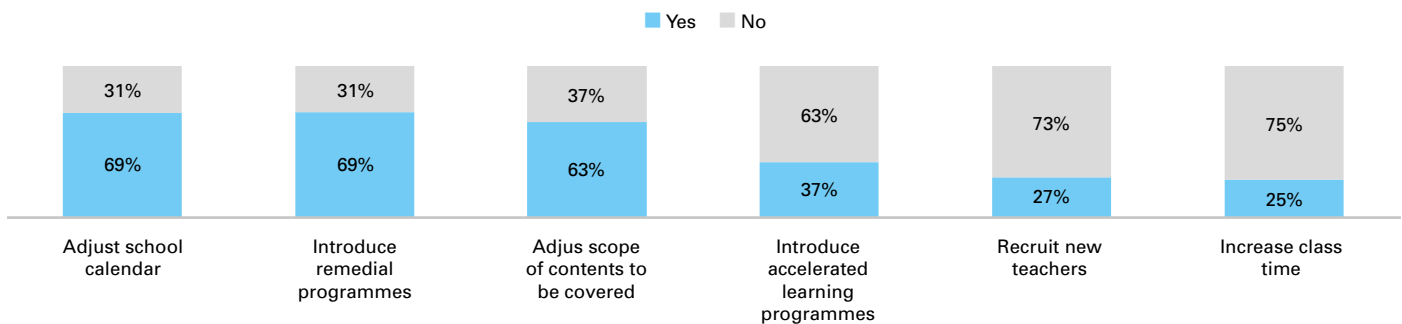 Yes No
31% 31% 37% 63% 73% 75%
69% 69% 63% 37% 27% 25%
Adjust school
calendar
Introduce
remedial
programmes
Adjus scope
of contents to
be covered
Introduce
accelerated
learning
programmes
Recruit new
teachers
Increase class
time